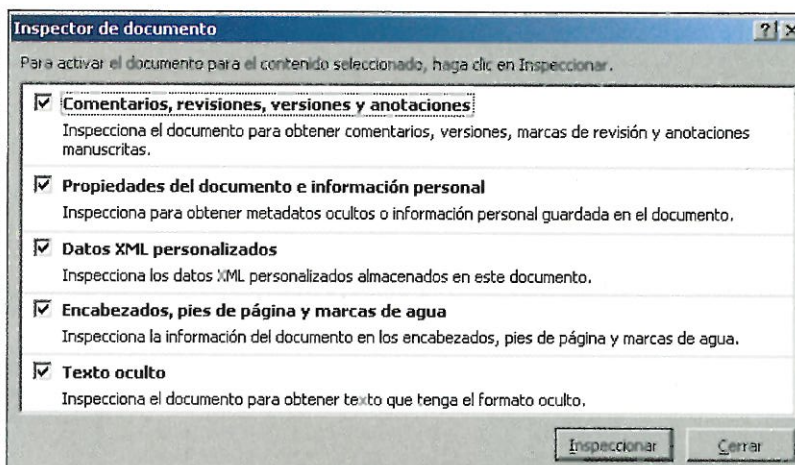 Inspector de documento
Para activar el documento para el contenido seleccionado, haga clic en Inspeccionar.
Comentarios, revisiones, versiones y anotaciones
Inspecciona el documento para obtener comentarios, versiones, marcas de revisión y anotaciones
manuscritas.
Propiedades del documento e información personal
Inspecciona para obtener metadatos ocultos o información personal guardada en el documento.
Datos XML personalizados
Inspecciona los datos XML personalizados almacenados en este documento.
Encabezados, pies de página y marcas de agua
Inspecciona la información del documento en los encabezados, pies de página y marcas de agua.
Texto oculto
Inspecciona el documento para obtener texto que tenga el formato oculto.
Inspeccionar Cerrar